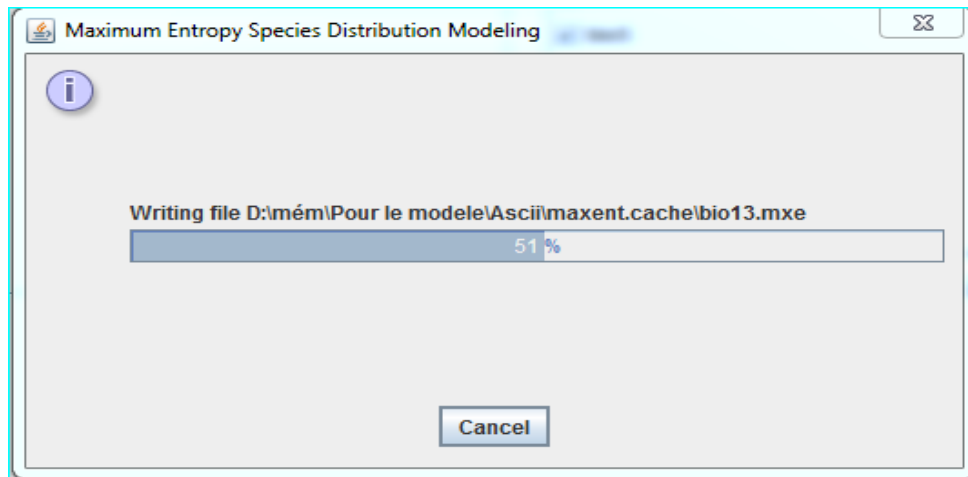 Maximum Entropy Species Distribution Modeling
i
Writing file D:\mém\Pour le modele\Ascii\maxent.cache\bio13.mxe
51 %
Cancel